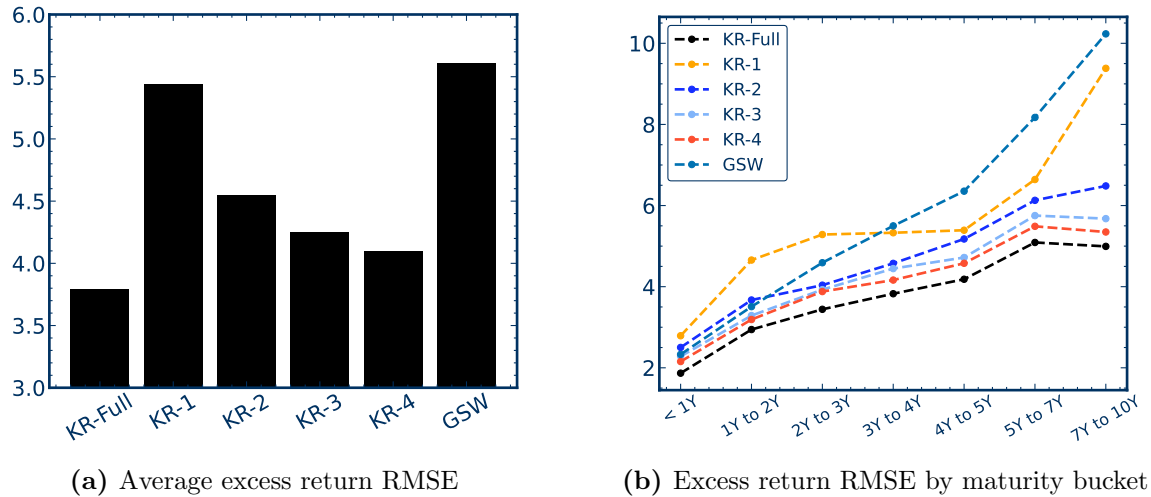 6.0
5.5
5.0
4.5
4.0
3.5
3.0
KR-Full
KR-1
KR-2
KR-3
KR-4
GSW
(a) Average excess return RMSE
10
8
6
4
2
KR-Full
KR-1
KR-2
KR-3
KR-4
GSW
< 1Y
1Y to 2Y
2Y to 3Y
3Y to 4Y
4Y to 5Y
5Y to 7Y
7Y to 10Y
(b) Excess return RMSE by maturity bucket